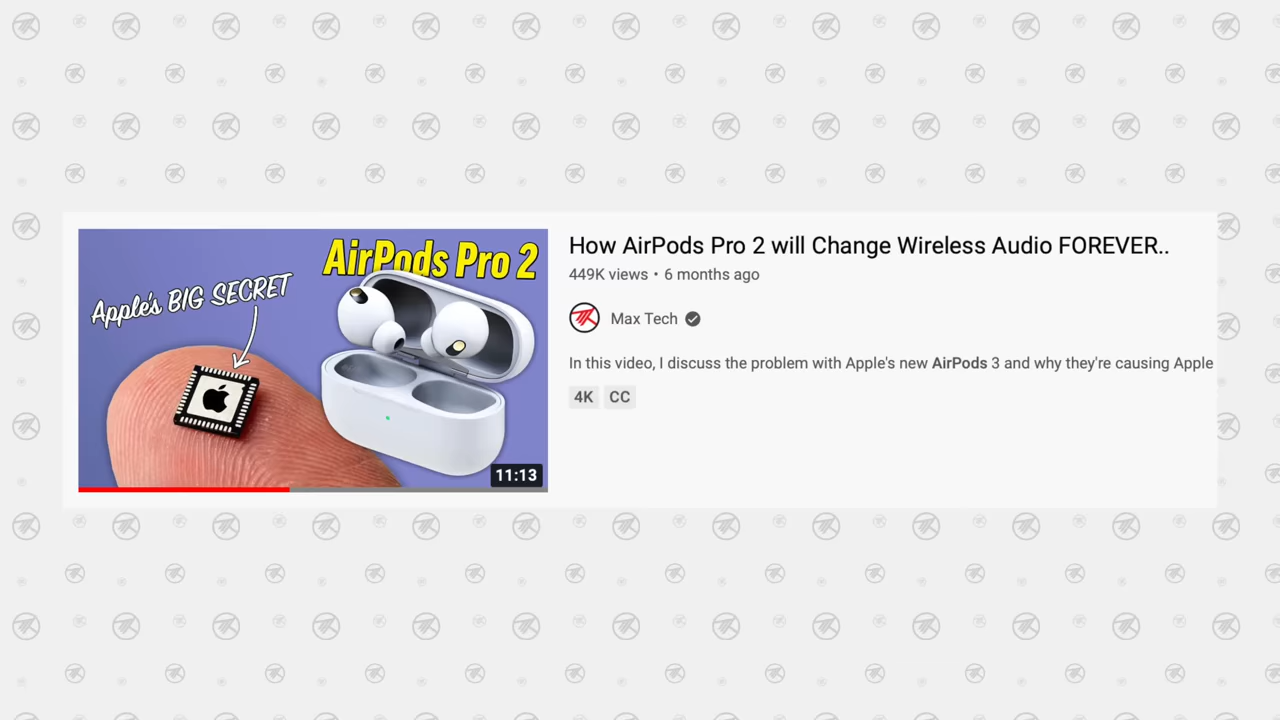 AirPods Pro 2
Apple's BIG SECRET
11:13
How AirPods Pro 2 will Change Wireless Audio FOREVER..
449K views • 6 months ago
Max Tech
In this video, I discuss the problem with Apple's new AirPods 3 and why they're causing Apple
4K CC